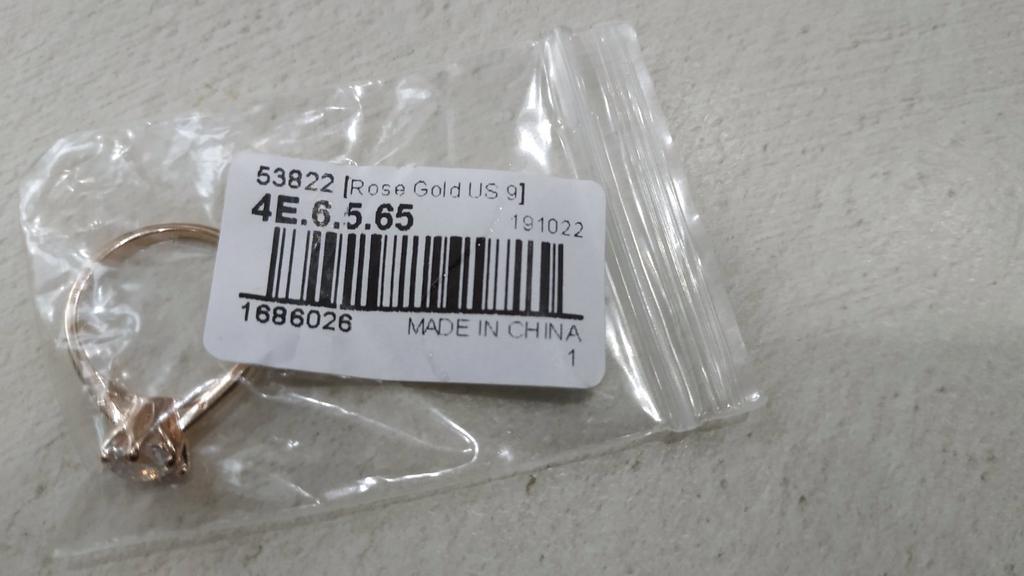 53822 [Rose Gold US 9]
4E.6.5.65
191022
1686026 MADE IN CHINA
1